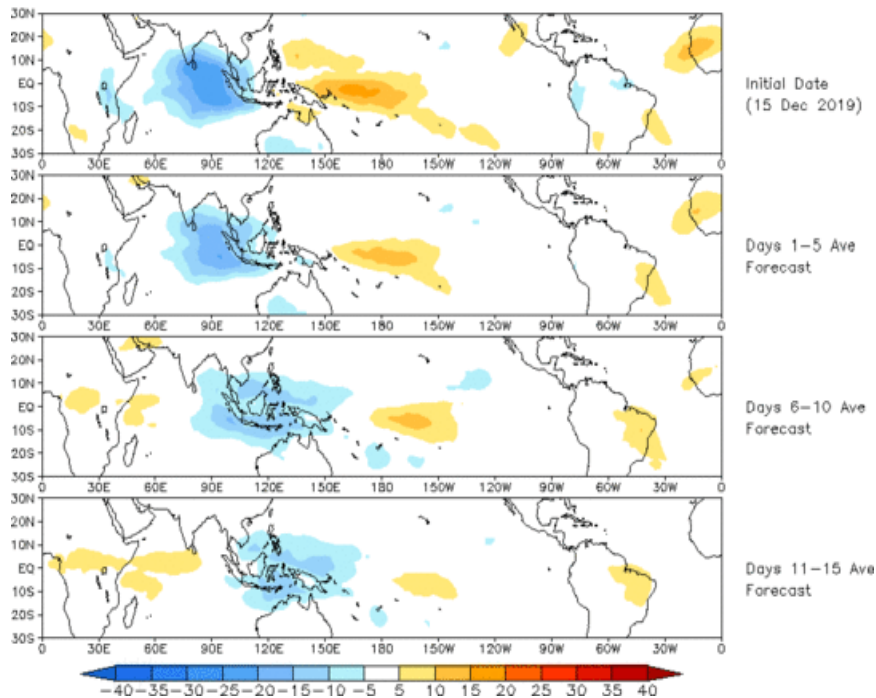 30N
20N
10N
EQ
10S
20S
30S
0 30E 60E 90E 120E 150E 180 150W 120W 90W 60W 30W 0
Initial Date
(15 Dec 2019)
30N
20N
10N
EQ
10S
20S
30S
0 30E 60E 90E 120E 150E 180 150W 120W 90W 60W 30W 0
Days 1-5 Ave
Forecast
30N
20N
10N
EQ
10S
20S
30S
0 30E 60E 90E 120E 150E 180 150W 120W 90W 60W 30W 0
Days 6-10 Ave
Forecast
30N
20N
10N
EQ
10S
20S
30S
0 30E 60E 90E 120E 150E 180 150W 120W 90W 60W 30W 0
Days 11-15 Ave
Forecast
-40 -35 -30 -25 -20 -15 -10 -5 5 10 15 20 25 30 35 40